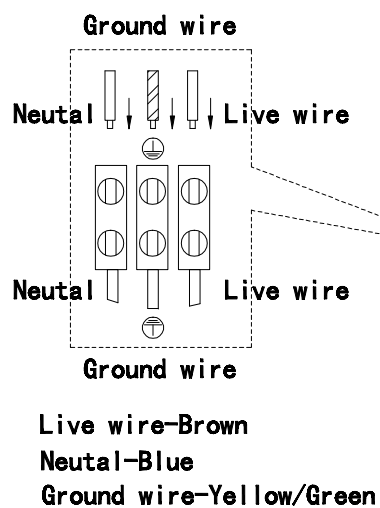 Ground wire
Neutal Live wire
Neutal Live wire
Ground wire
Live wire-Brown
Neutal-Blue
Ground wire-Yellow/Green